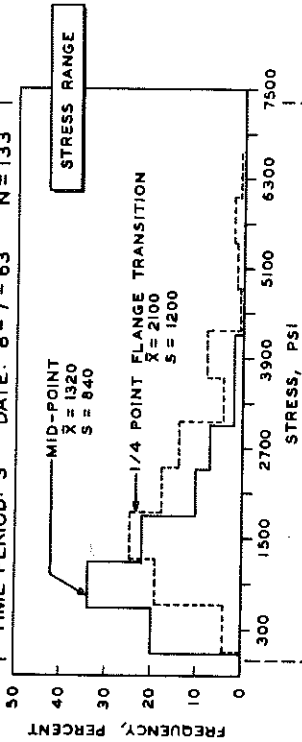 TIME PERIOD: 3 DATE: 8-7-63 N=133
STRESS RANGE
MID-POINT
X̄ = 1320
S = 840
1/4 POINT FLANGE TRANSITION
X̄ = 2100
S = 1200
FREQUENCY, PERCENT
50
40
30
20
10
0
300
1500
2700
3900
5100
6300
7500
STRESS, PSI